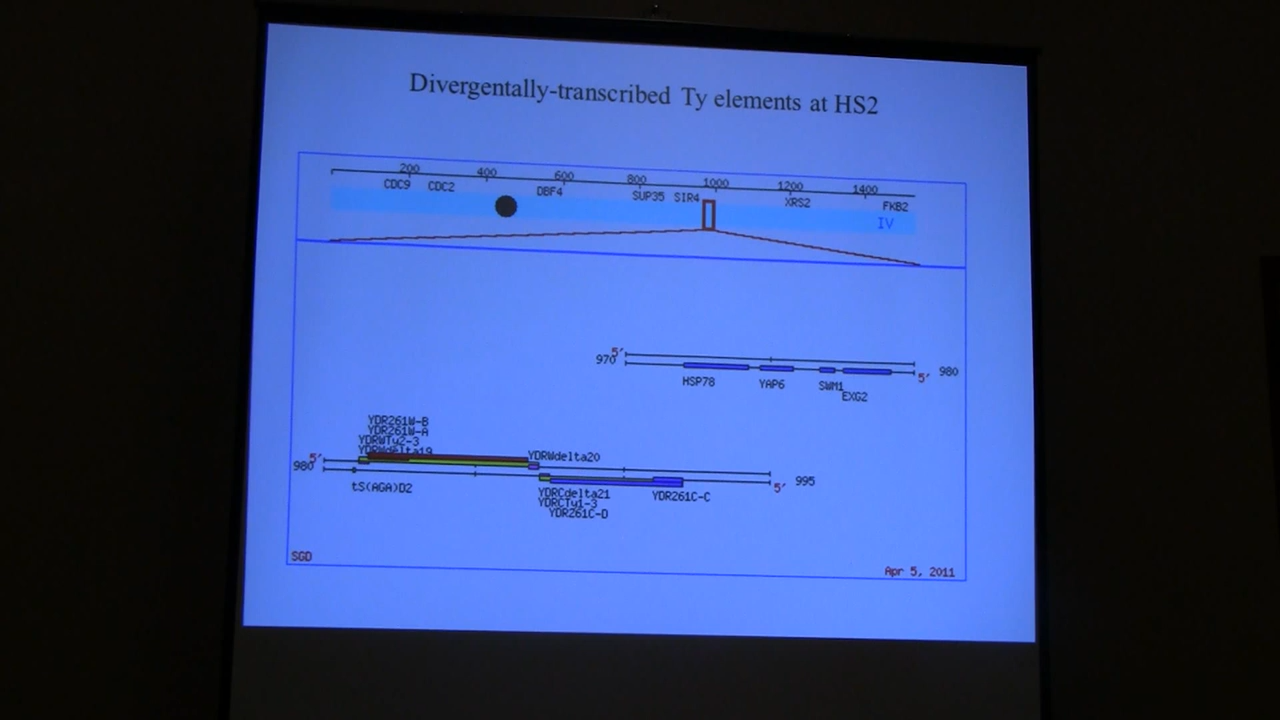 Divergentally-transcribed Ty elements at HS2
200 400 600 800 1000 1200 1400
CDC9 CDC2 DBF4 SUP35 SIR4 XRS2 FKB2
IV
5'
970 980
5'
HSP78 YAP6 SWM1
EXG2
YDR261W-B
YDR261W-A
YDRWTy2-3
YDRWdelta19 YDRWdelta20
5'
980 995
5'
tS(AGA)D2 YDRCdelta21 YDR261C-C
YDRCTy1-3
YDR261C-D
SGD Apr 5, 2011